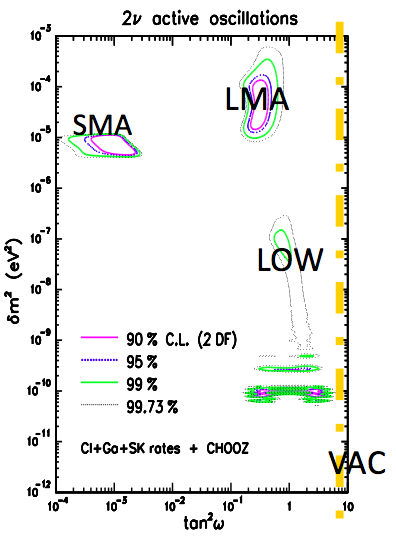 2ν active oscillations
10⁻³
10⁻⁴
10⁻⁵
10⁻⁶
10⁻⁷
10⁻⁸
10⁻⁹
10⁻¹⁰
10⁻¹¹
10⁻¹²
δm² (eV²)
SMA
LMA
LOW
VAC
90 % C.L. (2 DF)
95 %
99 %
99.73 %
Cl+Ga+SK rates + CHOOZ
10⁻⁴ 10⁻³ 10⁻² 10⁻¹ 1 10
tan²ω